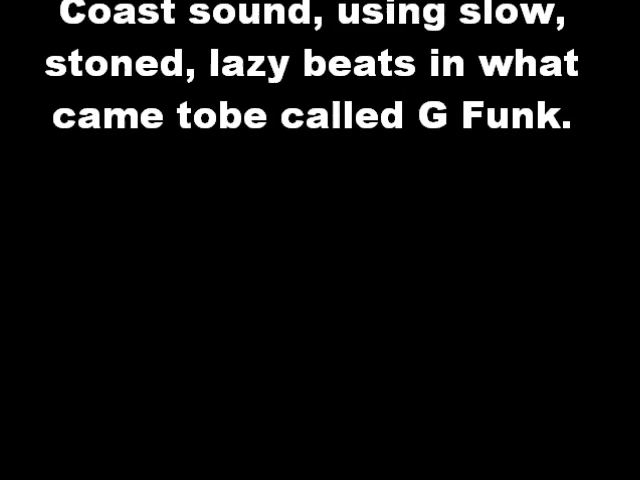 Coast sound, using slow,
stoned, lazy beats in what
came tobe called G Funk.